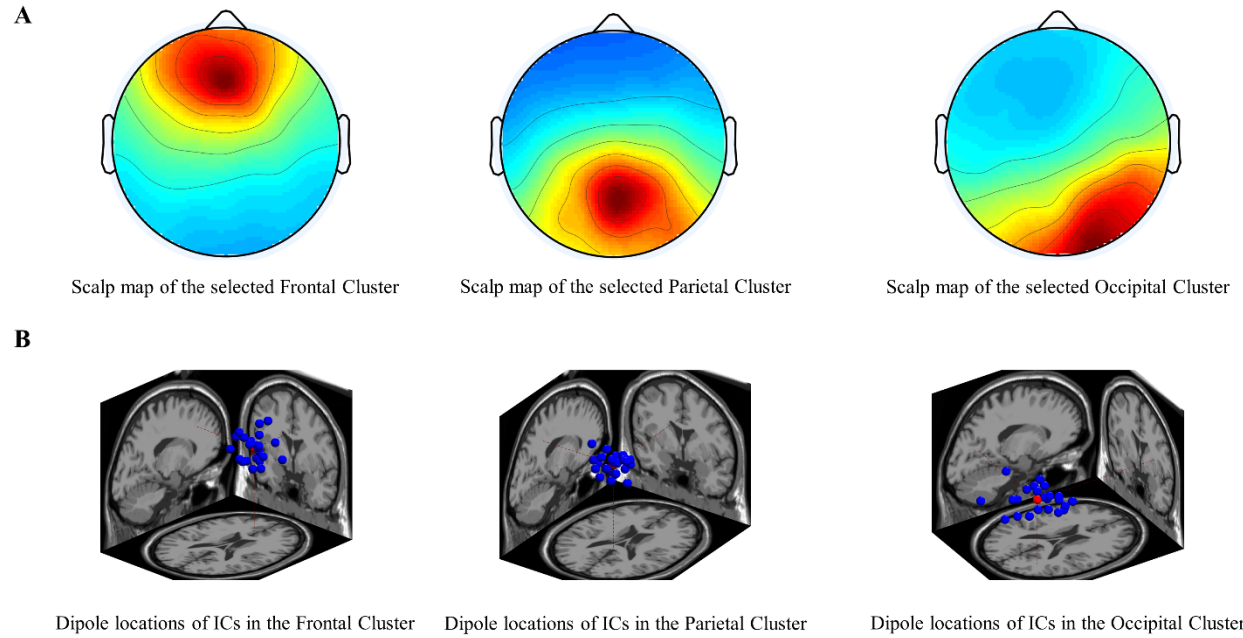 A
Scalp map of the selected Frontal Cluster
Scalp map of the selected Parietal Cluster
Scalp map of the selected Occipital Cluster
B
Dipole locations of ICs in the Frontal Cluster
Dipole locations of ICs in the Parietal Cluster
Dipole locations of ICs in the Occipital Cluster